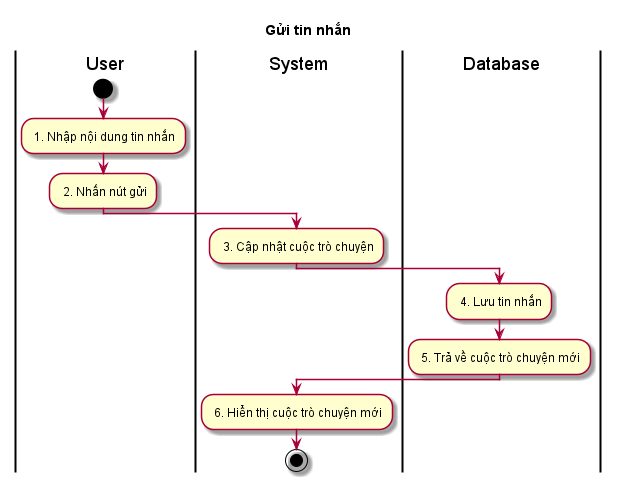 Gửi tin nhắn
User
System
Database
1. Nhập nội dung tin nhắn
2. Nhấn nút gửi
3. Cập nhật cuộc trò chuyện
4. Lưu tin nhắn
5. Trả về cuộc trò chuyện mới
6. Hiển thị cuộc trò chuyện mới